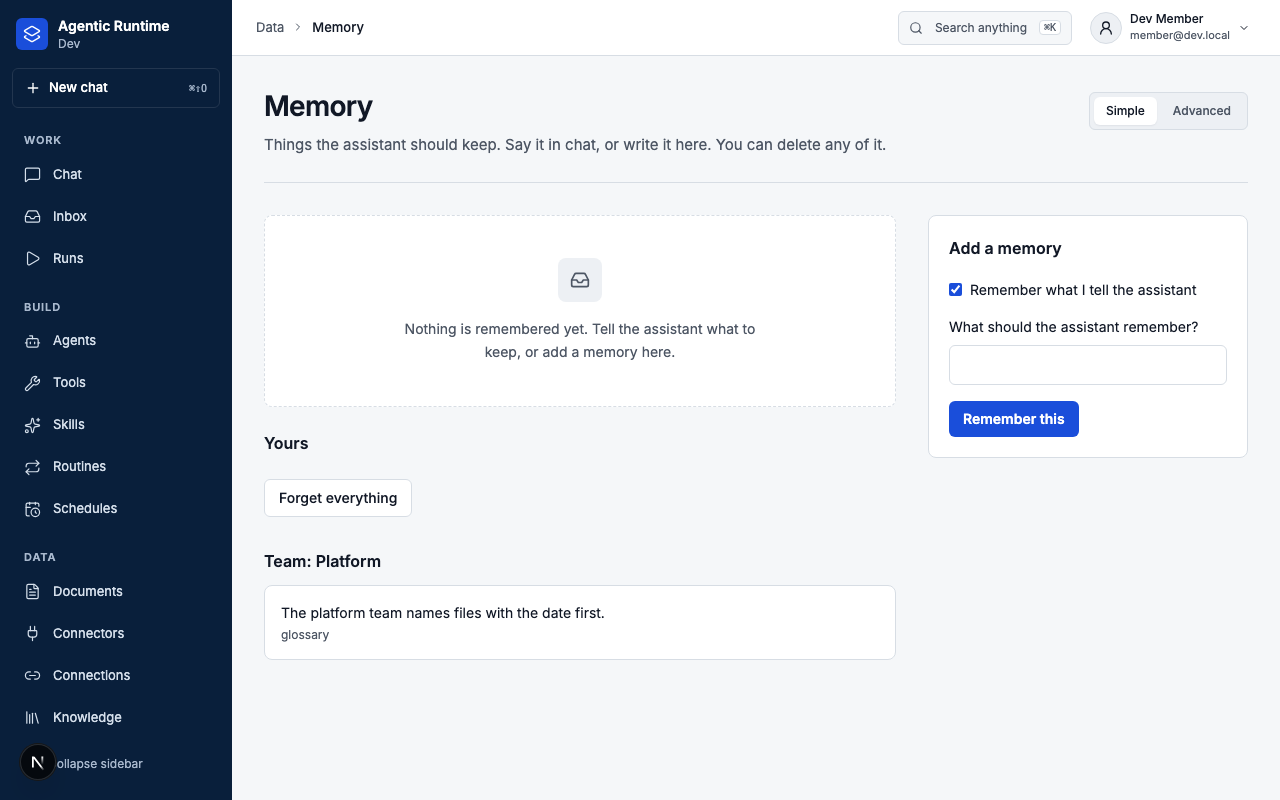 Agentic Runtime
Dev
New chat
⌘⇧O
WORK
Chat
Inbox
Runs
BUILD
Agents
Tools
Skills
Routines
Schedules
DATA
Documents
Connectors
Connections
Knowledge
N
ollapse sidebar
Data
Memory
Search anything
⌘K
Dev Member
member@dev.local
Memory
Simple
Advanced
Things the assistant should keep. Say it in chat, or write it here. You can delete any of it.
Nothing is remembered yet. Tell the assistant what to
keep, or add a memory here.
Yours
Forget everything
Team: Platform
The platform team names files with the date first.
glossary
Add a memory
Remember what I tell the assistant
What should the assistant remember?
Remember this